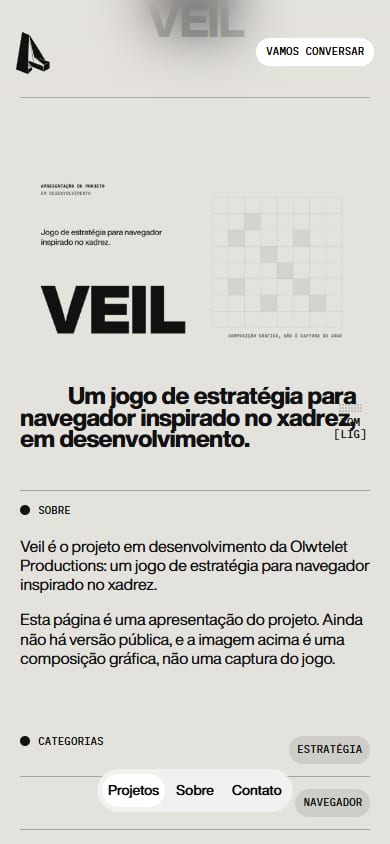 VEIL
VAMOS CONVERSAR
APRESENTAÇÃO DO PROJETO
EM DESENVOLVIMENTO
Jogo de estratégia para navegador
inspirado no xadrez.
VEIL
COMPOSIÇÃO GRÁFICA, NÃO É CAPTURA DO JOGO
Um jogo de estratégia para
navegador inspirado no xadrez,
em desenvolvimento.
[LIG]
SOBRE
Veil é o projeto em desenvolvimento da Olwtelet
Productions: um jogo de estratégia para navegador
inspirado no xadrez.
Esta página é uma apresentação do projeto. Ainda
não há versão pública, e a imagem acima é uma
composição gráfica, não uma captura do jogo.
CATEGORIAS
ESTRATÉGIA
Projetos Sobre Contato
NAVEGADOR